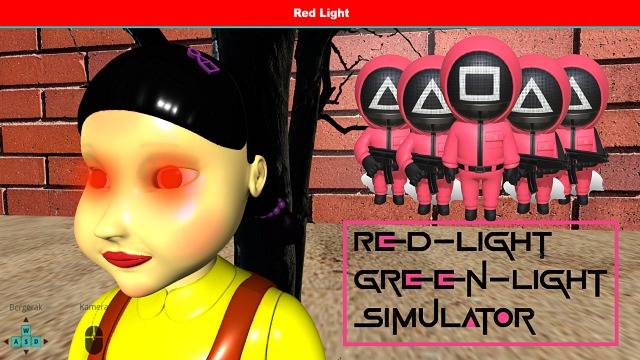 Red Light
RED-LIGHT
GREEN-LIGHT
SIMULATOR
Bergerak
Kamera
W
A S D